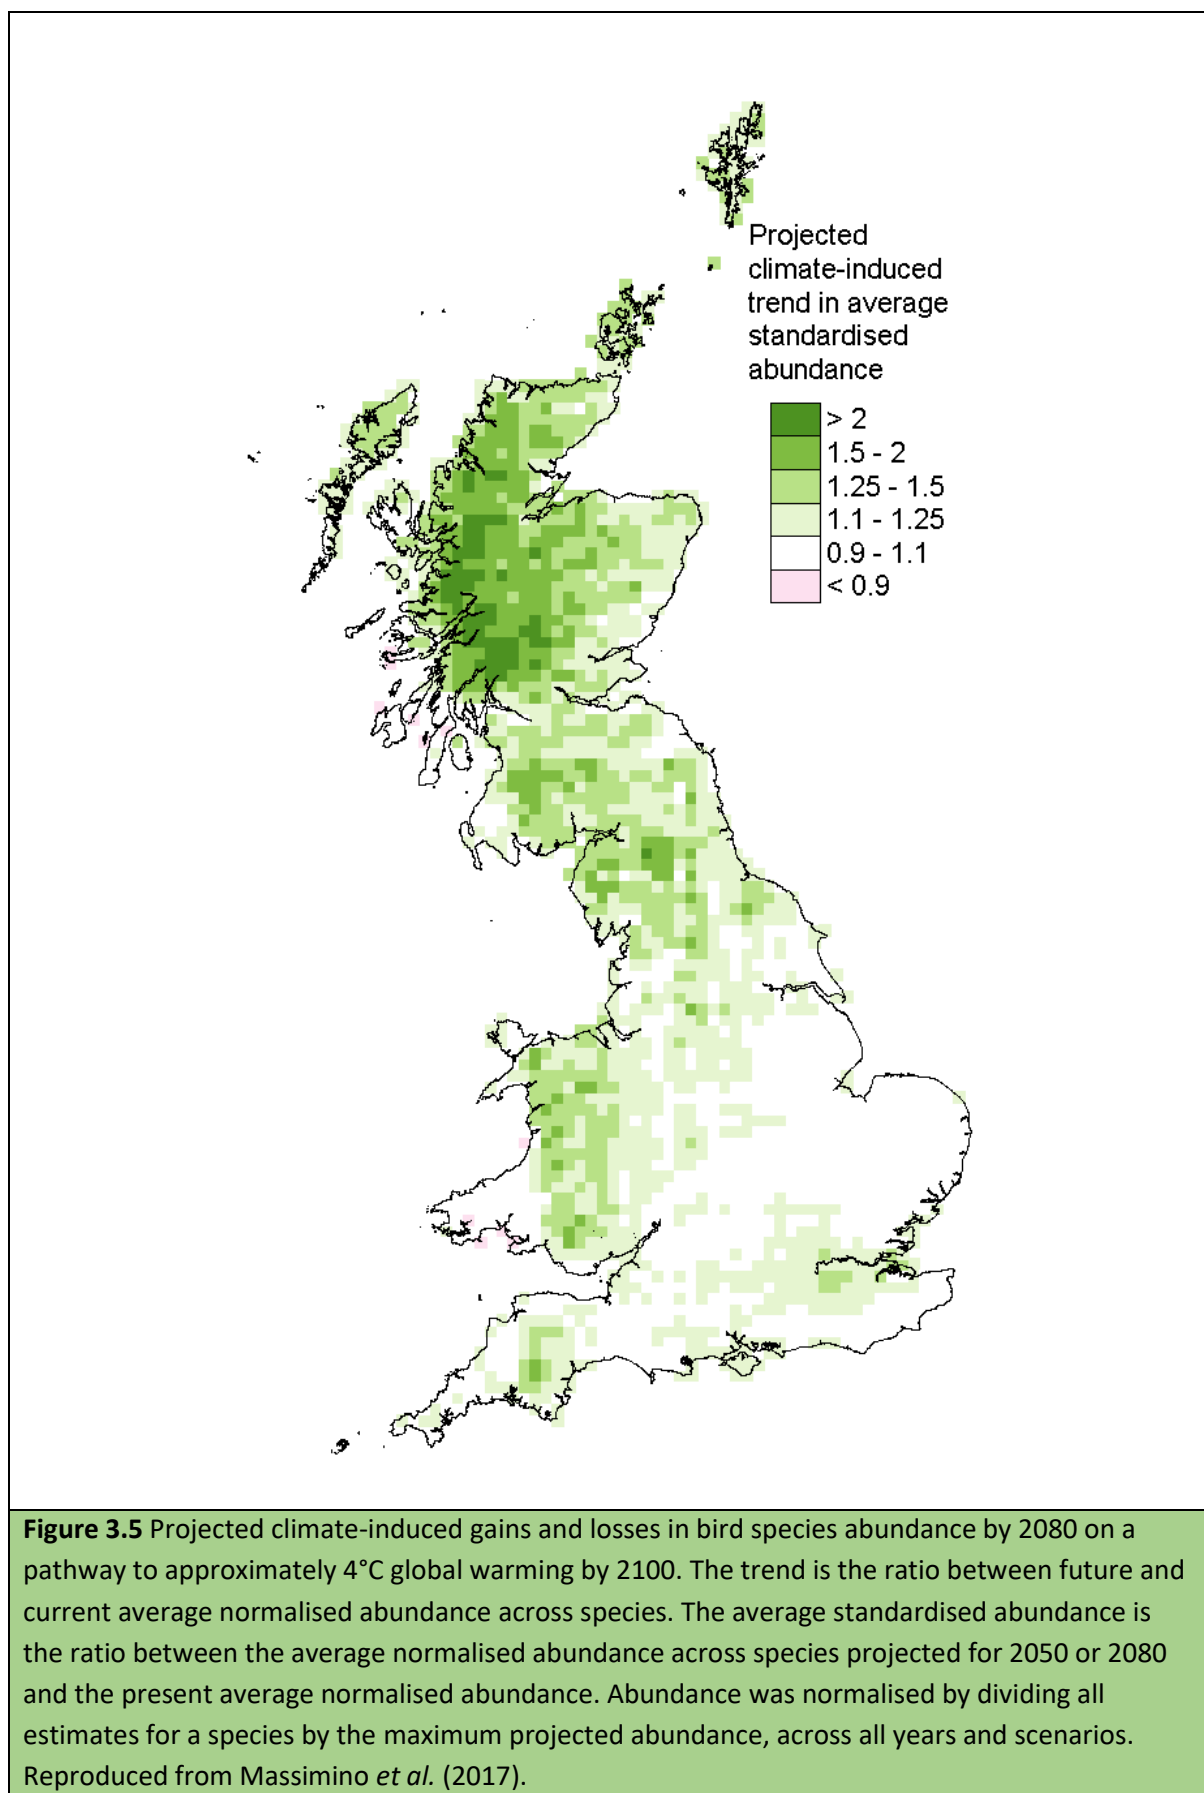 Projected
climate-induced
trend in average
standardised
abundance
> 2
1.5 - 2
1.25 - 1.5
1.1 - 1.25
0.9 - 1.1
< 0.9
Figure 3.5 Projected climate-induced gains and losses in bird species abundance by 2080 on a
pathway to approximately 4°C global warming by 2100. The trend is the ratio between future and
current average normalised abundance across species. The average standardised abundance is
the ratio between the average normalised abundance across species projected for 2050 or 2080
and the present average normalised abundance. Abundance was normalised by dividing all
estimates for a species by the maximum projected abundance, across all years and scenarios.
Reproduced from Massimino et al. (2017).